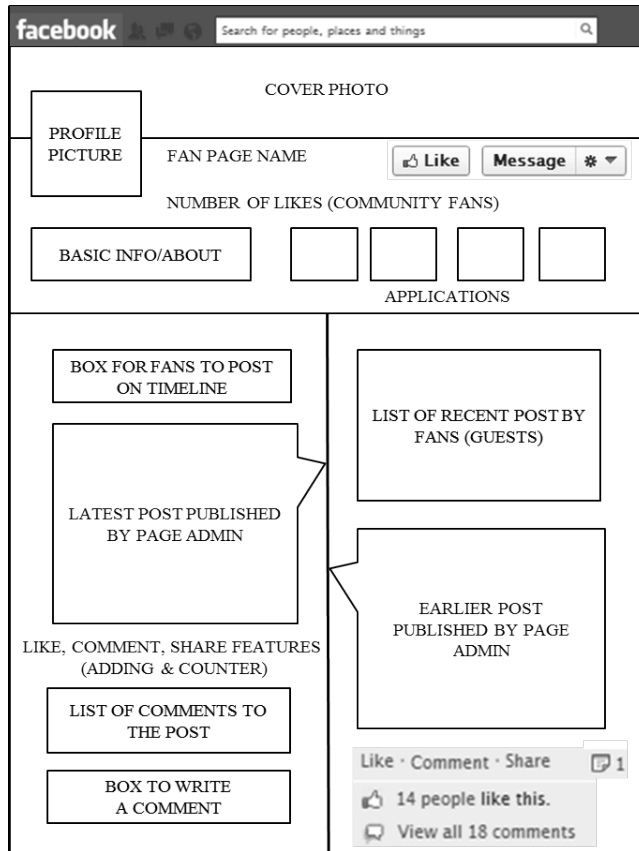 facebook
Search for people, places and things
COVER PHOTO
PROFILE
PICTURE
FAN PAGE NAME
Like
Message
NUMBER OF LIKES (COMMUNITY FANS)
BASIC INFO/ABOUT
APPLICATIONS
BOX FOR FANS TO POST
ON TIMELINE
LATEST POST PUBLISHED
BY PAGE ADMIN
LIKE, COMMENT, SHARE FEATURES
(ADDING & COUNTER)
LIST OF COMMENTS TO
THE POST
BOX TO WRITE
A COMMENT
LIST OF RECENT POST BY
FANS (GUESTS)
EARLIER POST
PUBLISHED BY PAGE
ADMIN
Like · Comment · Share 1
14 people like this.
View all 18 comments